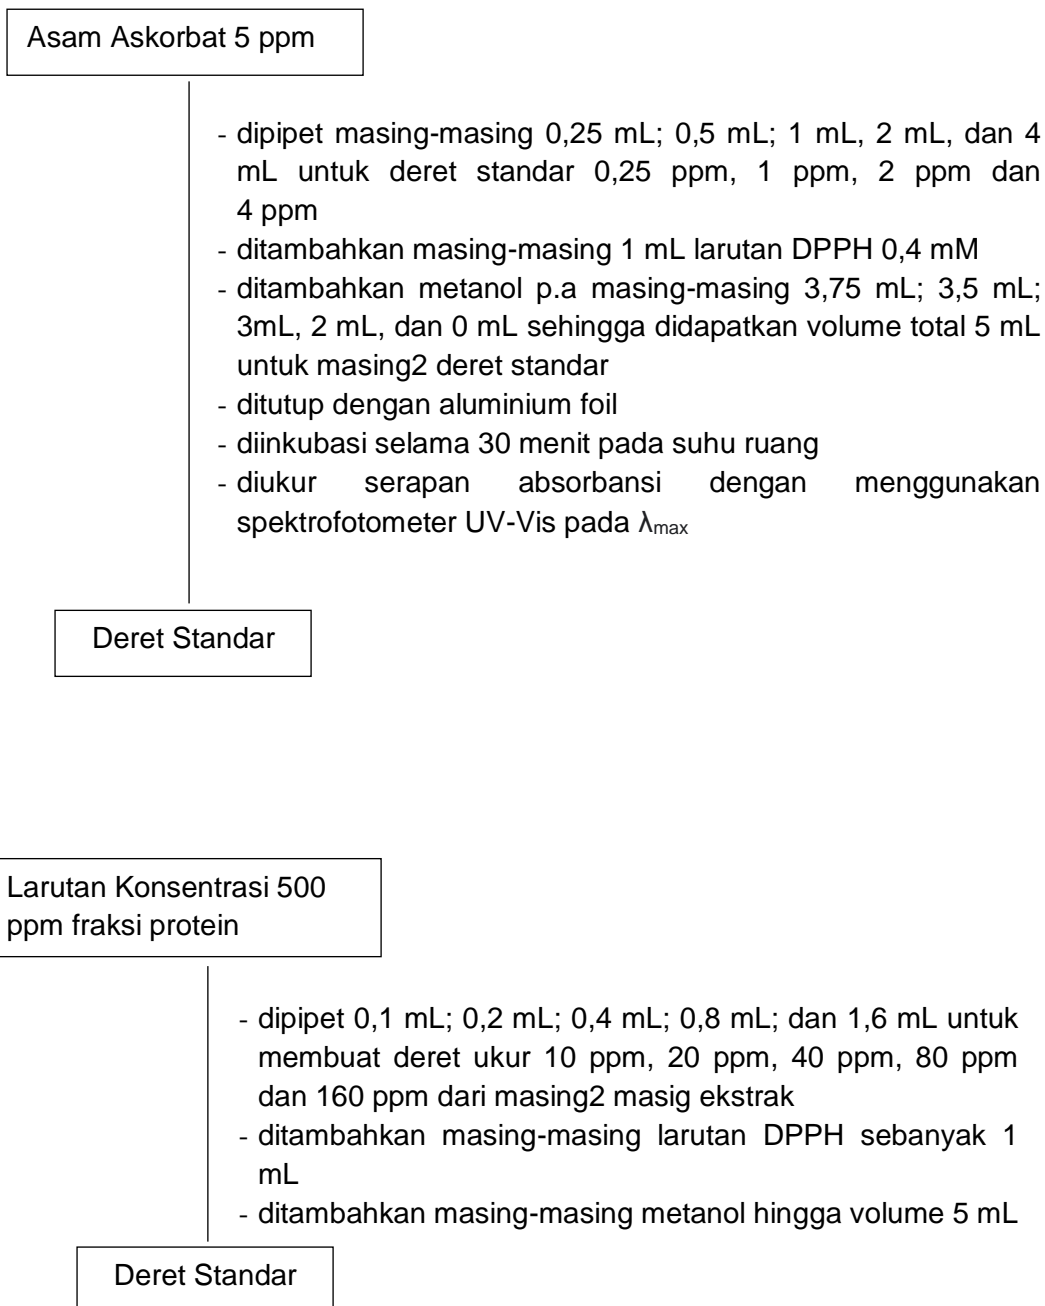 Asam Askorbat 5 ppm
- dipipet masing-masing 0,25 mL; 0,5 mL; 1 mL, 2 mL, dan 4
mL untuk deret standar 0,25 ppm, 1 ppm, 2 ppm dan
4 ppm
- ditambahkan masing-masing 1 mL larutan DPPH 0,4 mM
- ditambahkan metanol p.a masing-masing 3,75 mL; 3,5 mL;
3mL, 2 mL, dan 0 mL sehingga didapatkan volume total 5 mL
untuk masing2 deret standar
- ditutup dengan aluminium foil
- diinkubasi selama 30 menit pada suhu ruang
- diukur serapan absorbansi dengan menggunakan
spektrofotometer UV-Vis pada λmax
Deret Standar
Larutan Konsentrasi 500
ppm fraksi protein
- dipipet 0,1 mL; 0,2 mL; 0,4 mL; 0,8 mL; dan 1,6 mL untuk
membuat deret ukur 10 ppm, 20 ppm, 40 ppm, 80 ppm
dan 160 ppm dari masing2 masig ekstrak
- ditambahkan masing-masing larutan DPPH sebanyak 1
mL
- ditambahkan masing-masing metanol hingga volume 5 mL
Deret Standar